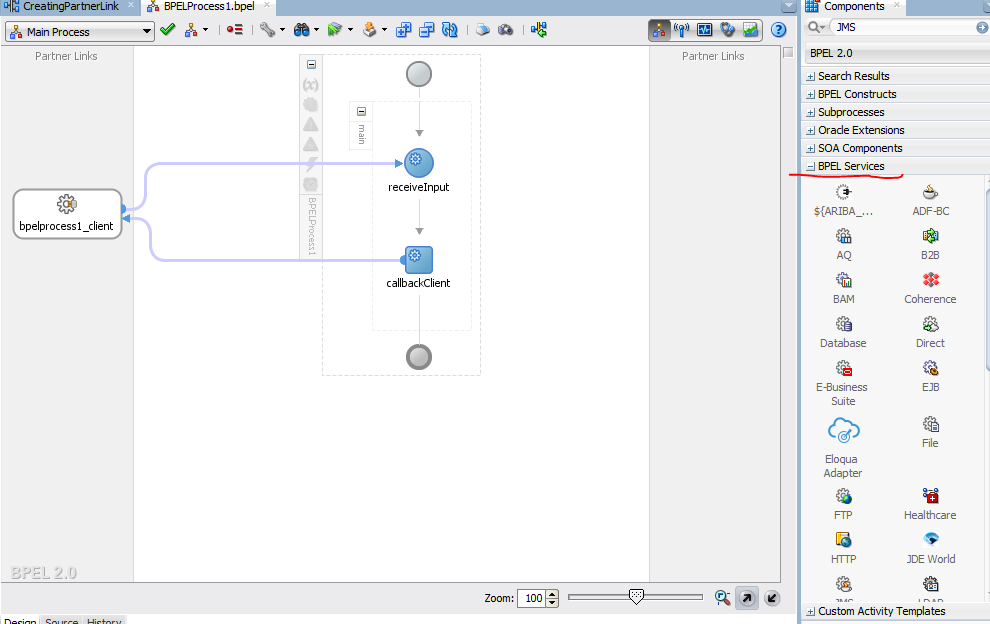 CreatingPartnerLink
BPELProcess1.bpel
Components
Main Process
JMS
BPEL 2.0
Partner Links
Partner Links
Search Results
BPEL Constructs
Subprocesses
Oracle Extensions
SOA Components
BPEL Services
(x)
main
receiveInput
BPELProcess1
bpelprocess1_client
callbackClient
${ARIBA_...
ADF-BC
AQ
B2B
BAM
Coherence
Database
Direct
E-Business
Suite
EJB
Eloqua
Adapter
File
FTP
Healthcare
HTTP
JDE World
JMS
LDAP
Custom Activity Templates
BPEL 2.0
Zoom:
100
Design
Source
History